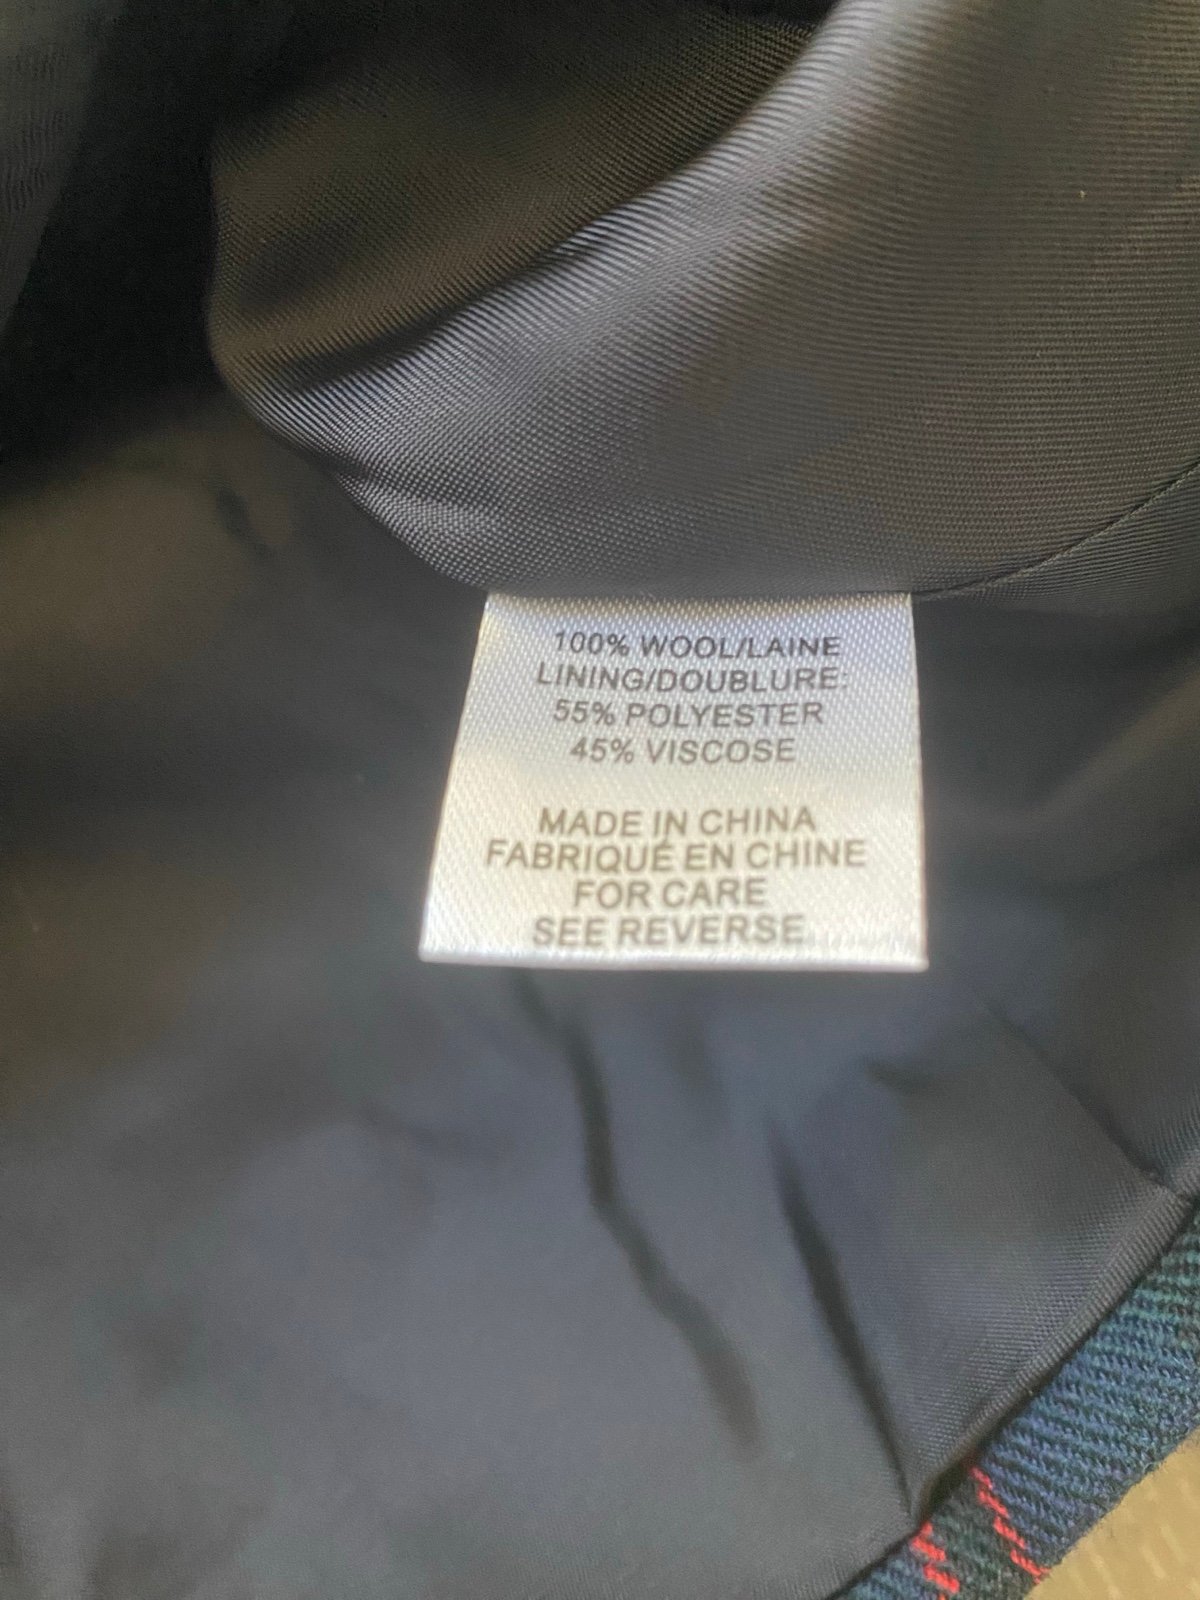 100% WOOL/LAINE
LINING/DOUBLURE:
55% POLYESTER
45% VISCOSE
MADE IN CHINA
FABRIQUÉ EN CHINE
FOR CARE
SEE REVERSE